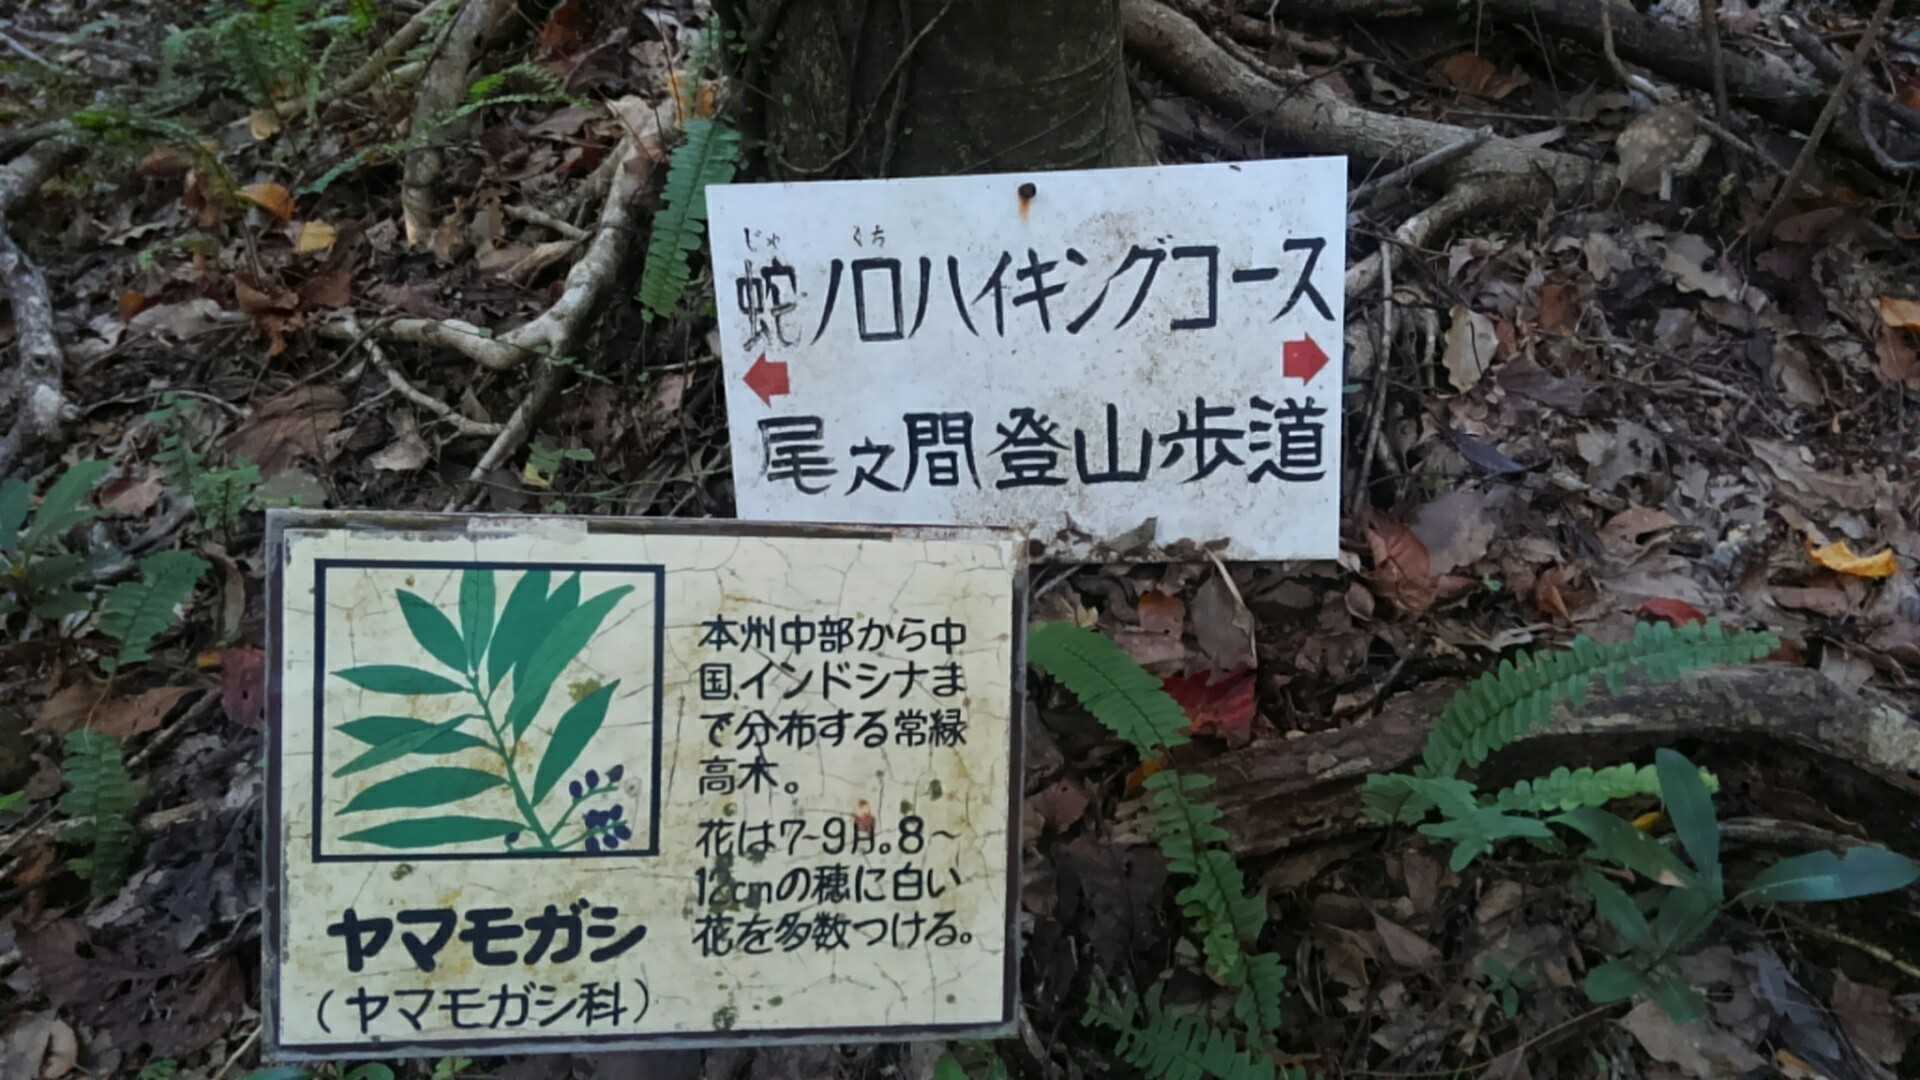 じゃ くち
蛇ノ口ハイキングコース
尾之間登山歩道
本州中部から中
国、インドシナま
で分布する常緑
高木。
花は7-9月。8～
12cmの穂に白い
花を多数つける。
ヤマモガシ
(ヤマモガシ科)